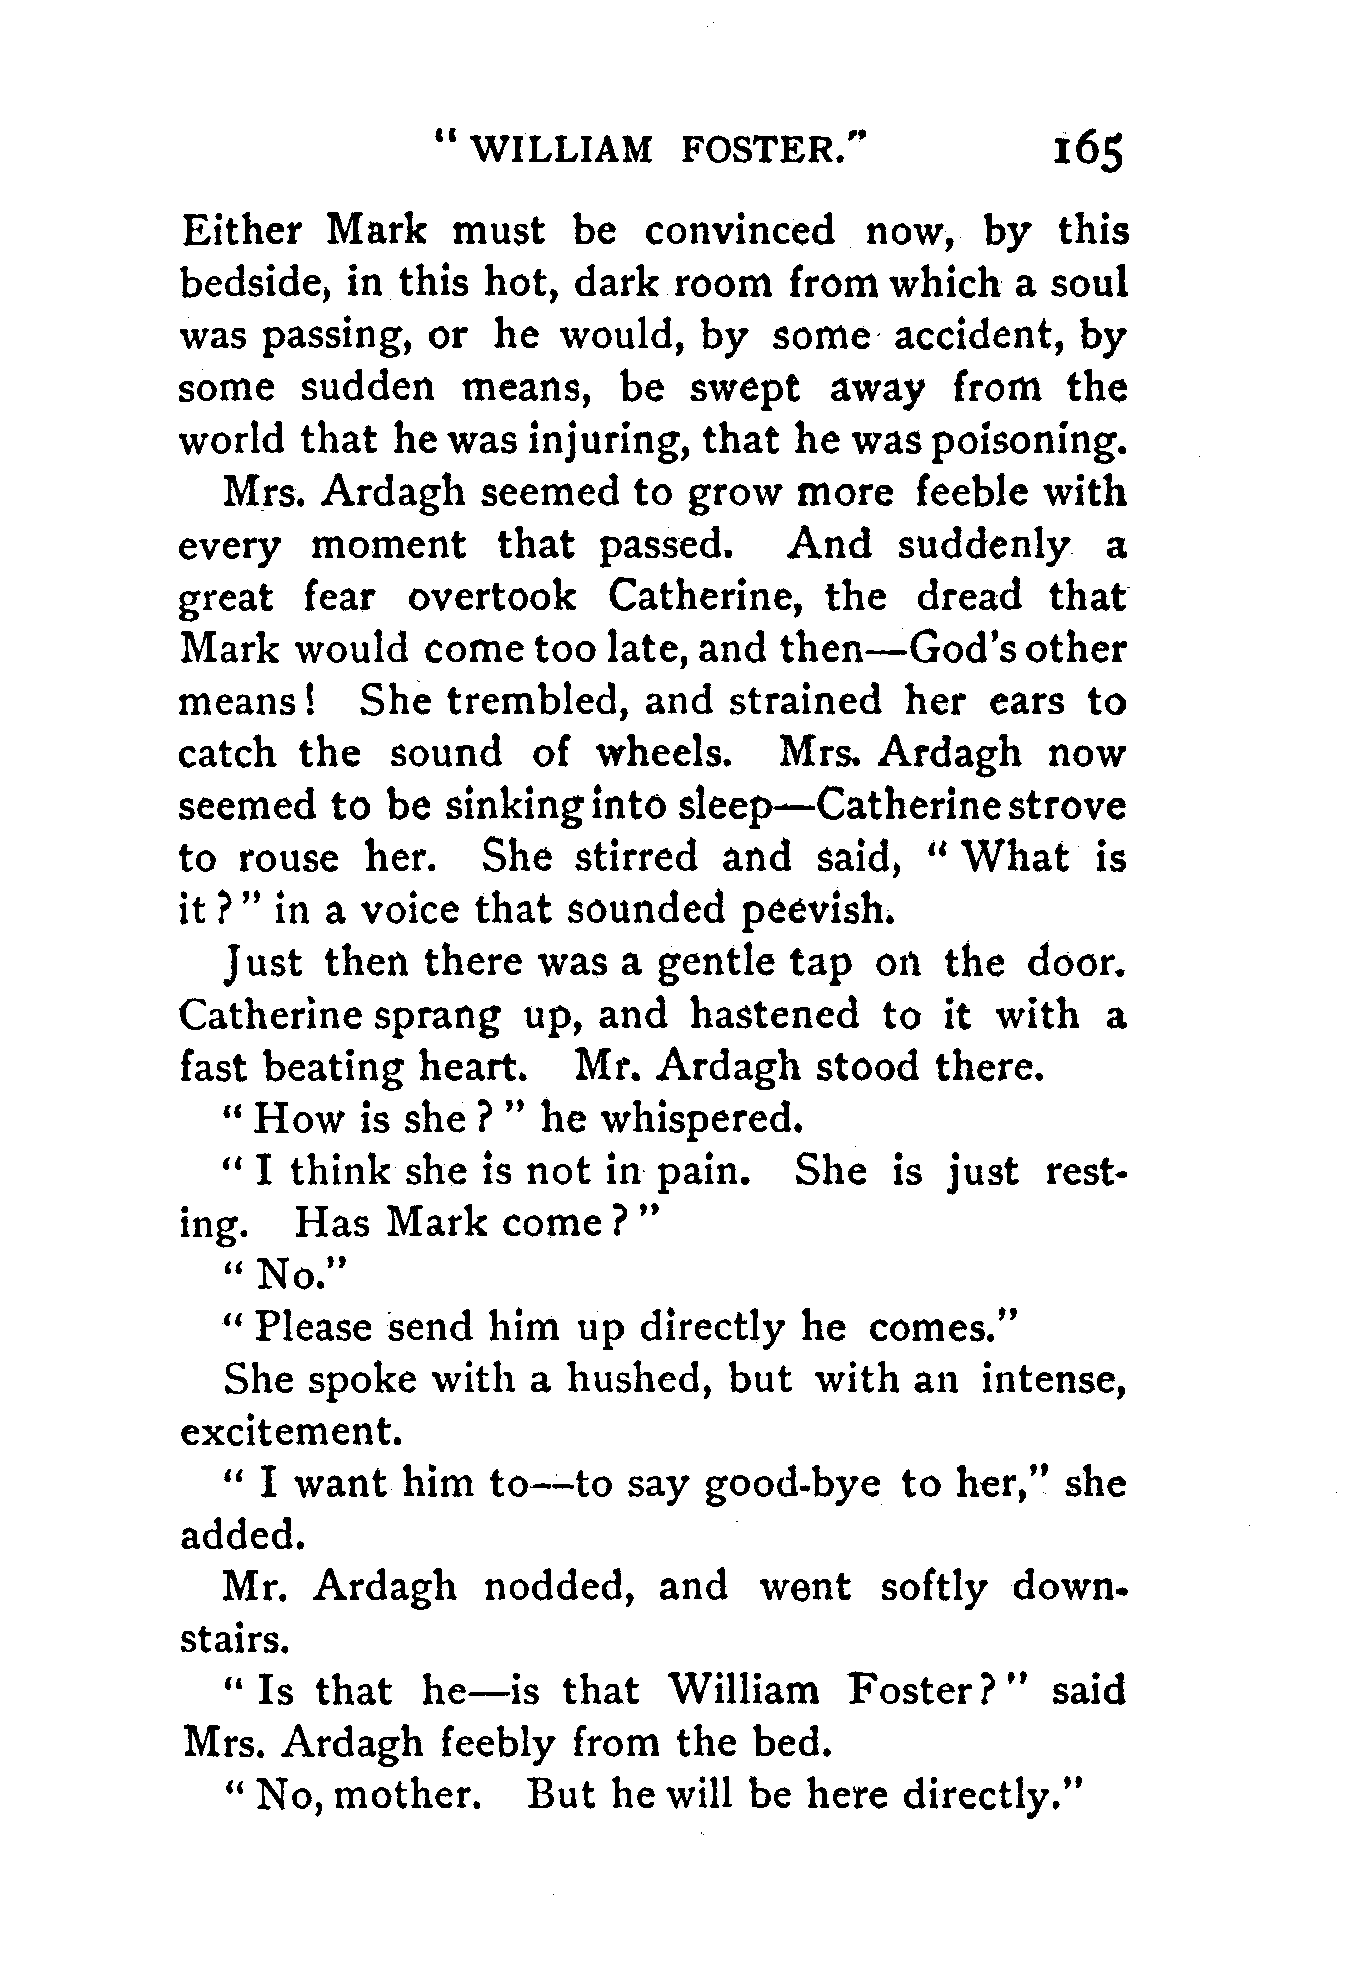 "WILLIAM FOSTER." 165
Either Mark must be convinced now, by this
bedside, in this hot, dark room from which a soul
was passing, or he would, by some accident, by
some sudden means, be swept away from the
world that he was injuring, that he was poisoning.
Mrs. Ardagh seemed to grow more feeble with
every moment that passed. And suddenly a
great fear overtook Catherine, the dread that
Mark would come too late, and then—God's other
means! She trembled, and strained her ears to
catch the sound of wheels. Mrs. Ardagh now
seemed to be sinking into sleep—Catherine strove
to rouse her. She stirred and said, "What is
it?" in a voice that sounded peevish.
Just then there was a gentle tap on the door.
Catherine sprang up, and hastened to it with a
fast beating heart. Mr. Ardagh stood there.
"How is she?" he whispered.
"I think she is not in pain. She is just rest-
ing. Has Mark come?"
"No."
"Please send him up directly he comes."
She spoke with a hushed, but with an intense,
excitement.
"I want him to—to say good-bye to her," she
added.
Mr. Ardagh nodded, and went softly down-
stairs.
"Is that he—is that William Foster?" said
Mrs. Ardagh feebly from the bed.
"No, mother. But he will be here directly."